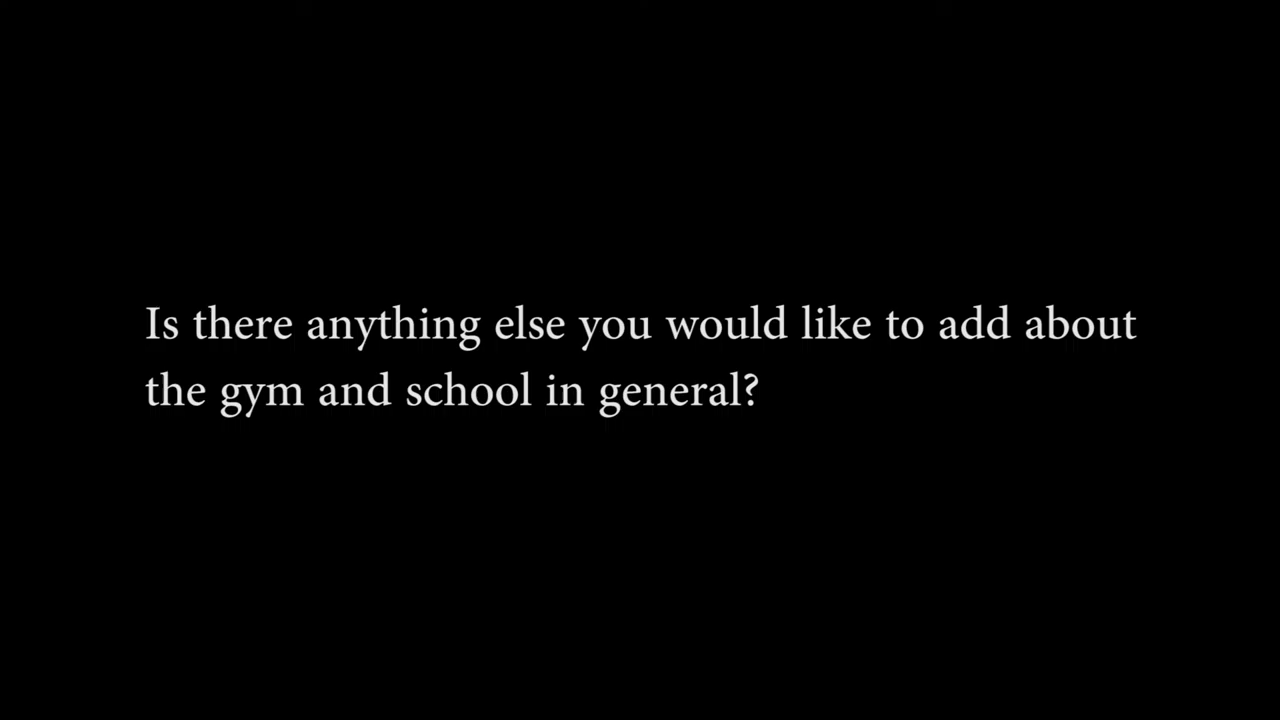 Is there anything else you would like to add about
the gym and school in general?